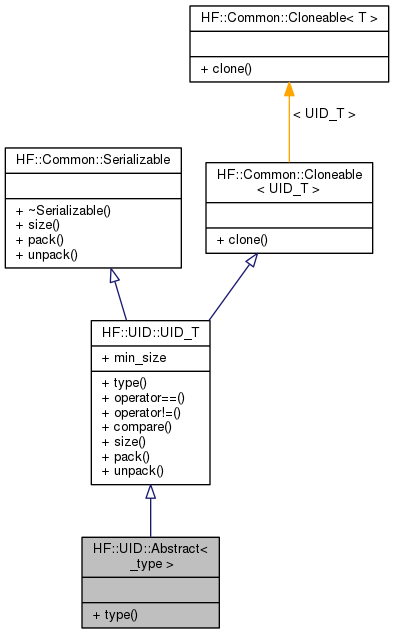 HF::Common::Cloneable< T >
+ clone()
< UID_T >
HF::Common::Serializable
+ ~Serializable()
+ size()
+ pack()
+ unpack()
HF::Common::Cloneable
< UID_T >
+ clone()
HF::UID::UID_T
+ min_size
+ type()
+ operator==()
+ operator!=()
+ compare()
+ size()
+ pack()
+ unpack()
HF::UID::Abstract<
_type >
+ type()